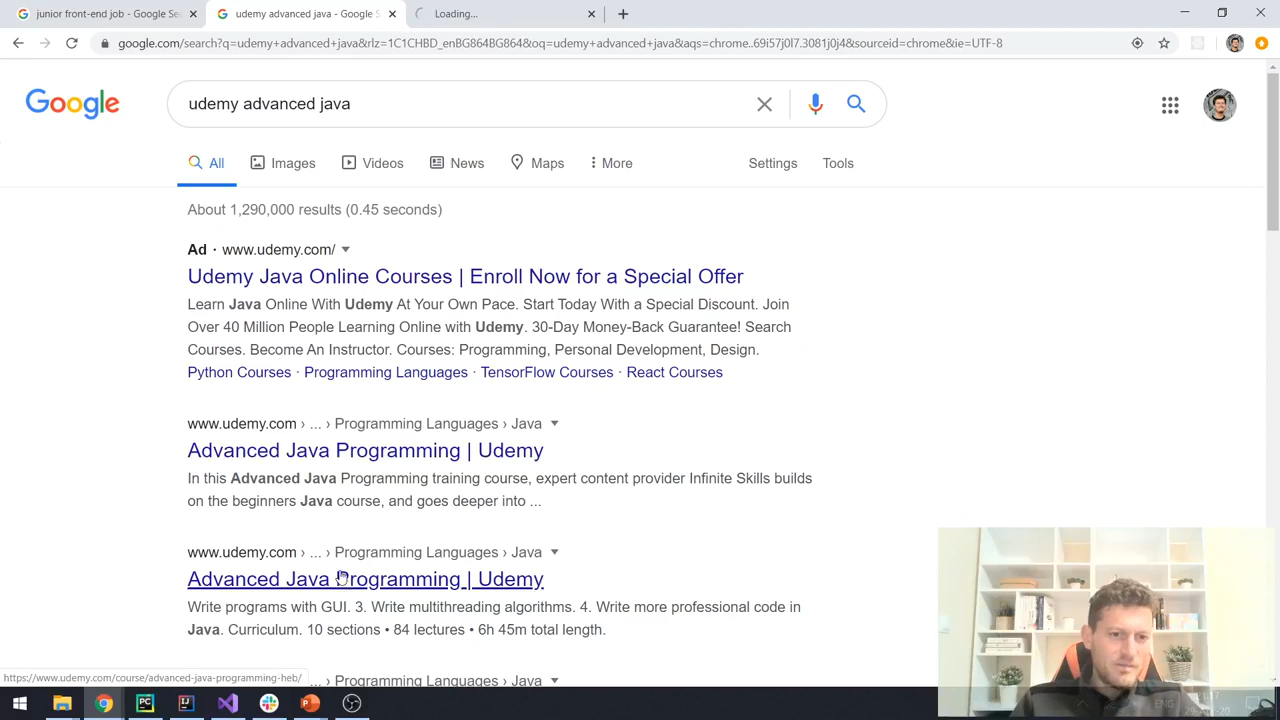 junior front-end job - Google Se
udemy advanced java - Google S
Loading...
google.com/search?q=udemy+advanced+java&rlz=1C1CHBD_enBG864BG864&oq=udemy+advanced+java&aqs=chrome..69i57j0l7.3081j0j4&sourceid=chrome&ie=UTF-8
Google
udemy advanced java
All
Images
Videos
News
Maps
More
Settings
Tools
About 1,290,000 results (0.45 seconds)
Ad · www.udemy.com/
Udemy Java Online Courses | Enroll Now for a Special Offer
Learn Java Online With Udemy At Your Own Pace. Start Today With a Special Discount. Join
Over 40 Million People Learning Online with Udemy. 30-Day Money-Back Guarantee! Search
Courses. Become An Instructor. Courses: Programming, Personal Development, Design.
Python Courses · Programming Languages · TensorFlow Courses · React Courses
www.udemy.com › ... › Programming Languages › Java
Advanced Java Programming | Udemy
In this Advanced Java Programming training course, expert content provider Infinite Skills builds
on the beginners Java course, and goes deeper into ...
www.udemy.com › ... › Programming Languages › Java
Advanced Java Programming | Udemy
Write programs with GUI. 3. Write multithreading algorithms. 4. Write more professional code in
Java. Curriculum. 10 sections • 84 lectures • 6h 45m total length.
https://www.udemy.com/course/advanced-java-programming-heb/
... › Programming Languages › Java
PC
IJ
P
ENG